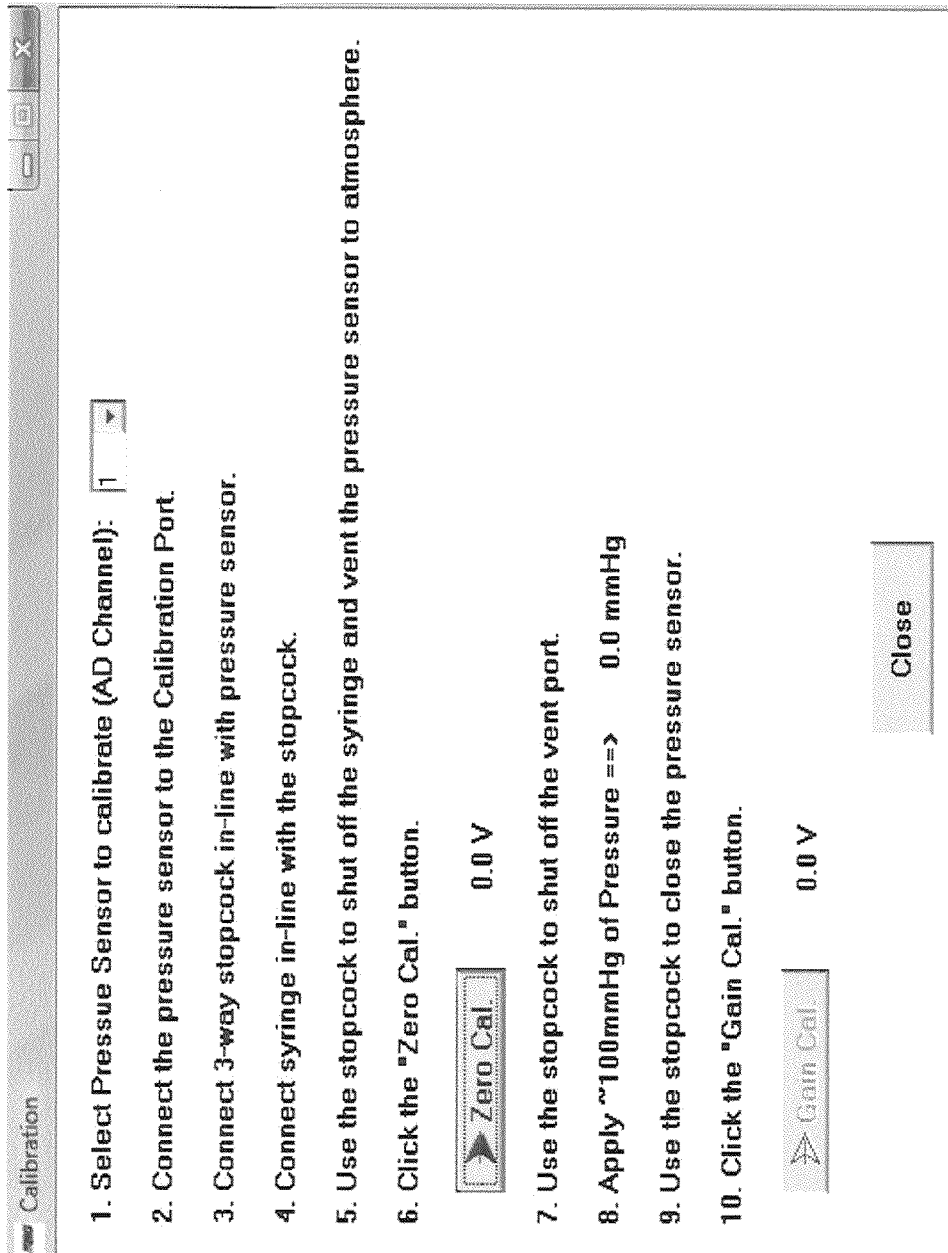 Calibration
1. Select Pressue Sensor to calibrate (AD Channel): 1
2. Connect the pressure sensor to the Calibration Port.
3. Connect 3-way stopcock in-line with pressure sensor.
4. Connect syringe in-line with the stopcock.
5. Use the stopcock to shut off the syringe and vent the pressure sensor to atmosphere.
6. Click the "Zero Cal." button.
Zero Cal. 0.0 V
7. Use the stopcock to shut off the vent port.
8. Apply ~100mmHg of Pressure ==> 0.0 mmHg
9. Use the stopcock to close the pressure sensor.
10. Click the "Gain Cal." button.
Gain Cal. 0.0 V
Close